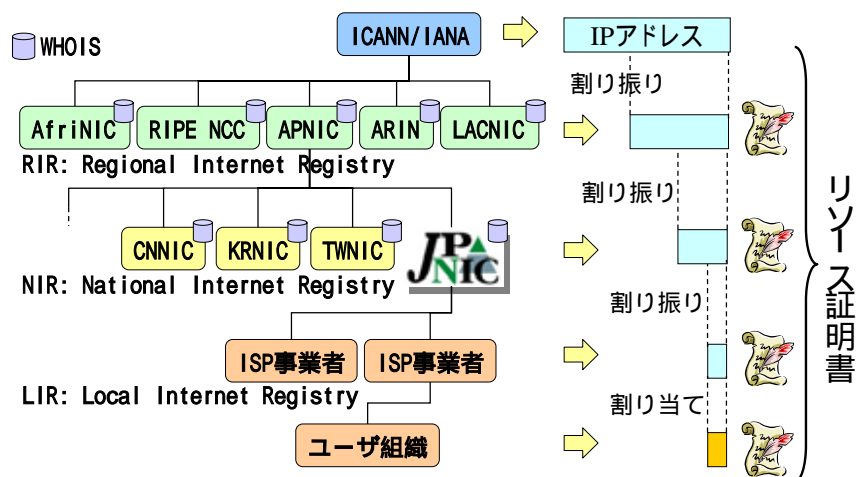 WHOIS
ICANN/IANA
IPアドレス
割り振り
AfriNIC
RIPE NCC
APNIC
ARIN
LACNIC
RIR: Regional Internet Registry
割り振り
CNNIC
KRNIC
TWNIC
JPNIC
NIR: National Internet Registry
割り振り
ISP事業者
ISP事業者
LIR: Local Internet Registry
割り当て
ユーザ組織
リソース証明書